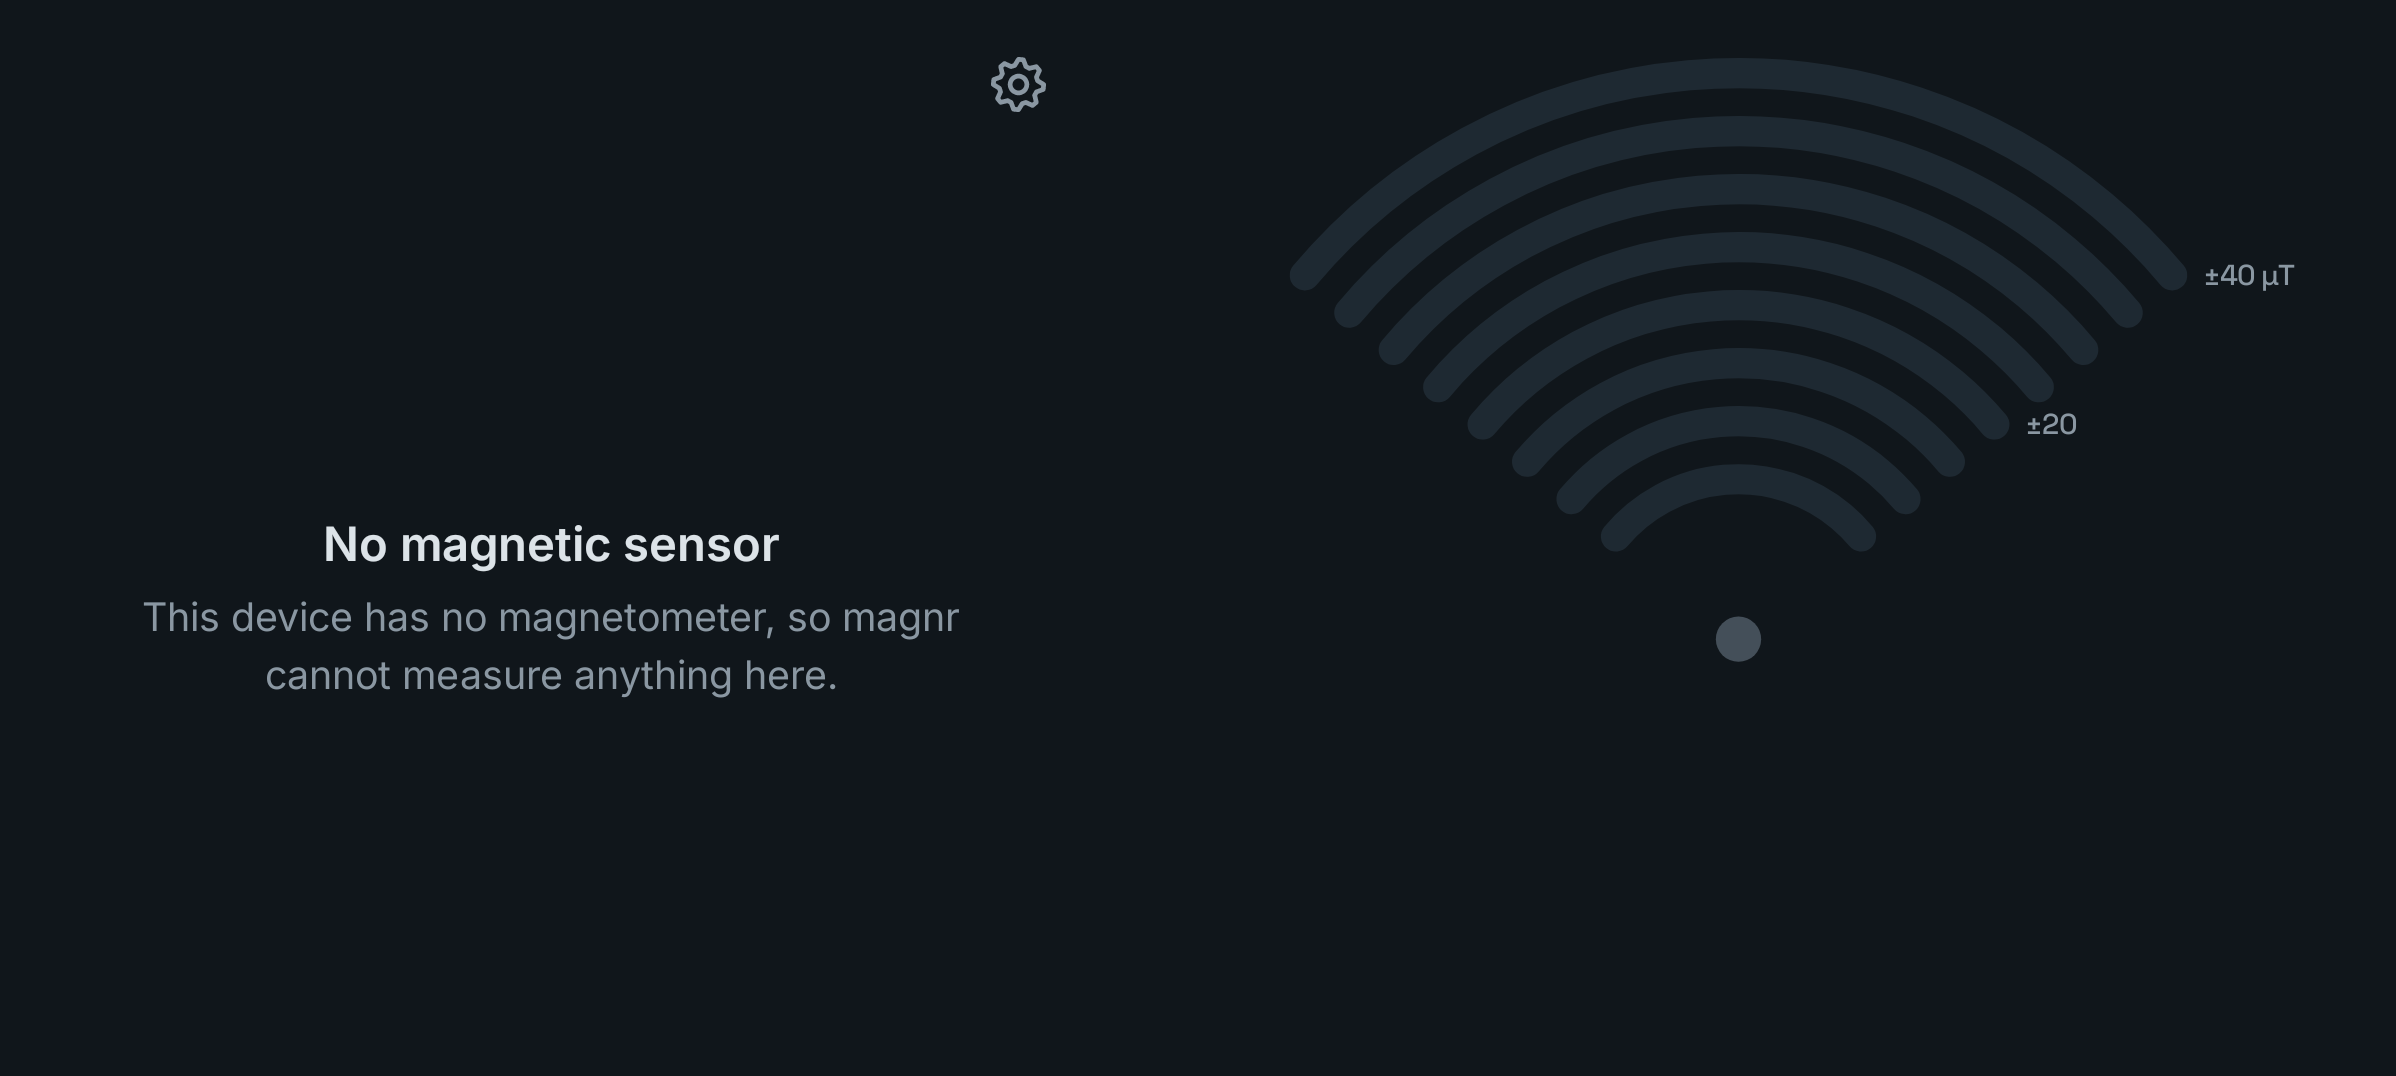 No magnetic sensor
This device has no magnetometer, so magnr
cannot measure anything here.
±40 µT
±20